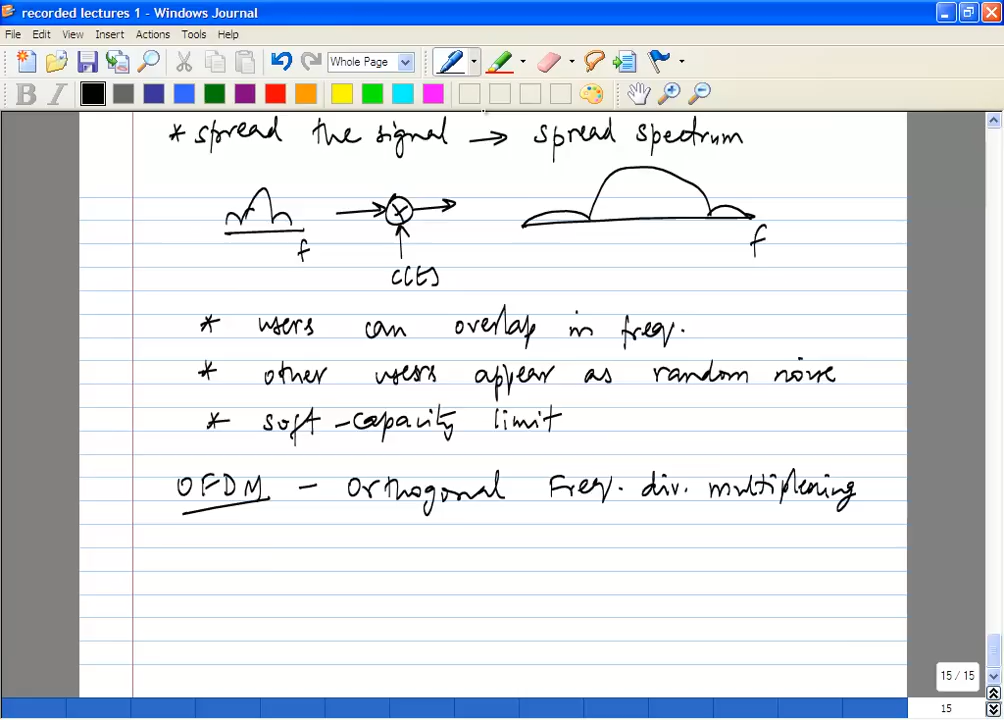 recorded lectures 1 - Windows Journal
File Edit View Insert Actions Tools Help
Whole Page
B I
* spread the signal → spread spectrum
f
c(t)
f
* users can overlap in freq.
* other users appear as random noise
* soft-capacity limit
OFDM - Orthogonal Freq. div. multiplexing
15 / 15
15